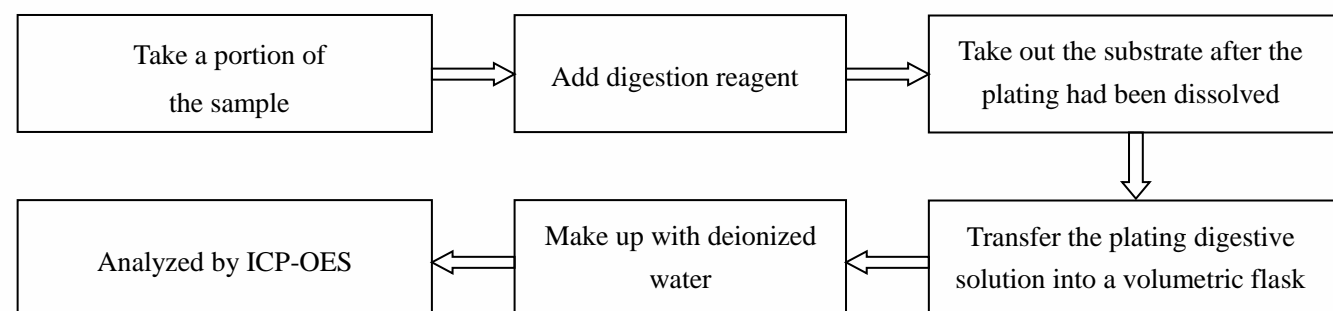 Take a portion of
the sample
Add digestion reagent
Take out the substrate after the
plating had been dissolved
Transfer the plating digestive
solution into a volumetric flask
Make up with deionized
water
Analyzed by ICP-OES